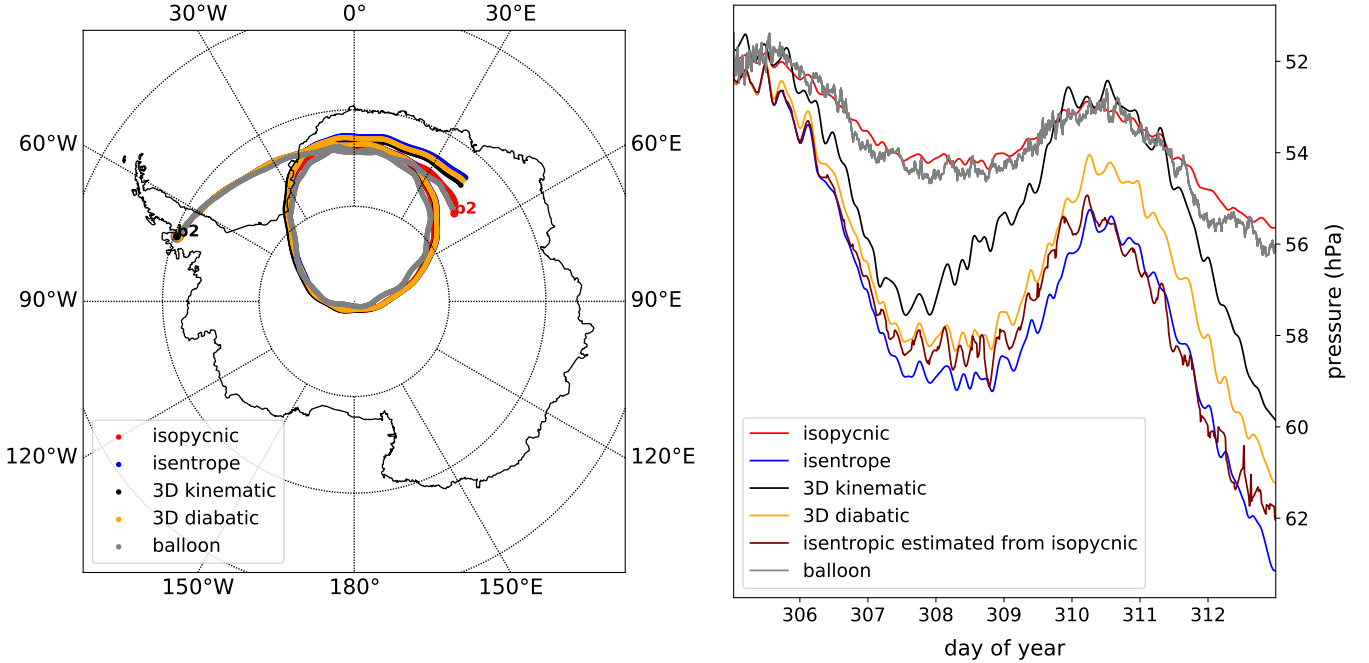 30°W 0° 30°E
60°W 60°E
b2
b2
90°W 90°E
120°W 120°E
isopycnic
isentrope
3D kinematic
3D diabatic
balloon
150°W 180° 150°E
52
54
56
58
60
62
pressure (hPa)
isopycnic
isentrope
3D kinematic
3D diabatic
isentropic estimated from isopycnic
balloon
306 307 308 309 310 311 312
day of year